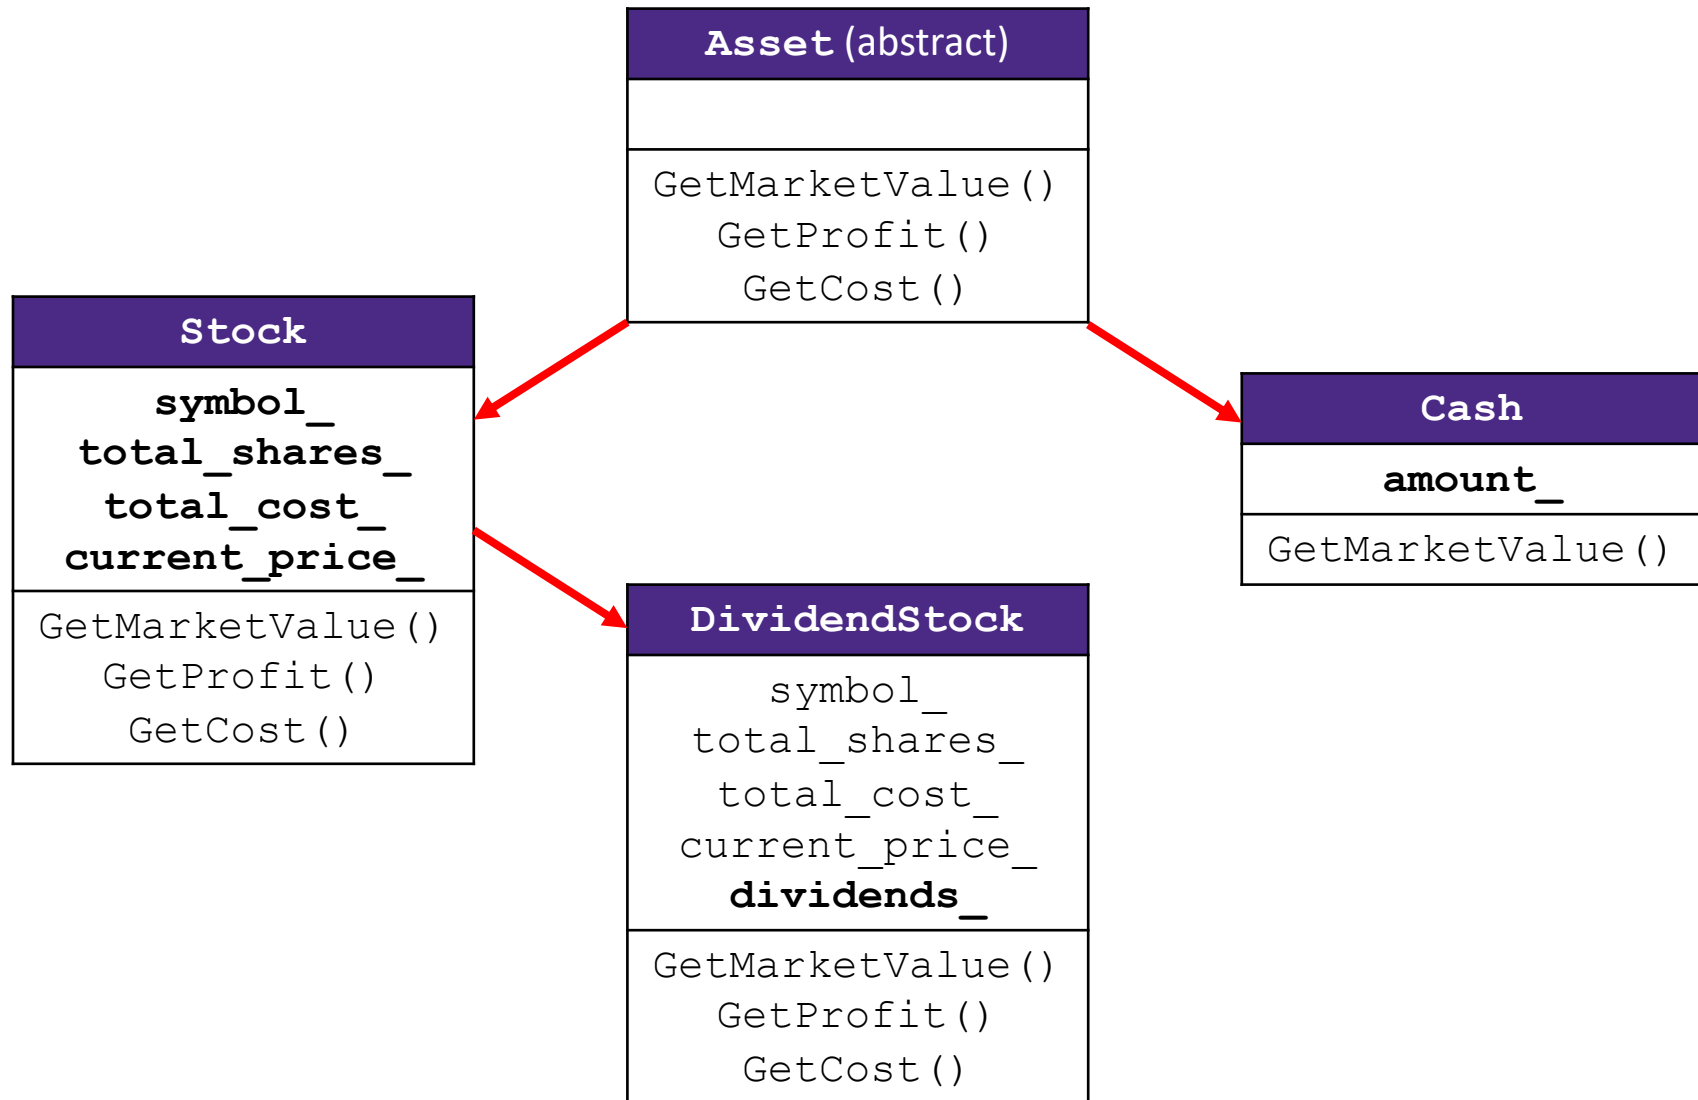 Asset (abstract)
GetMarketValue()
GetProfit()
GetCost()
Stock
symbol_
total_shares_
total_cost_
current_price_
GetMarketValue()
GetProfit()
GetCost()
Cash
amount_
GetMarketValue()
DividendStock
symbol_
total_shares_
total_cost_
current_price_
dividends_
GetMarketValue()
GetProfit()
GetCost()